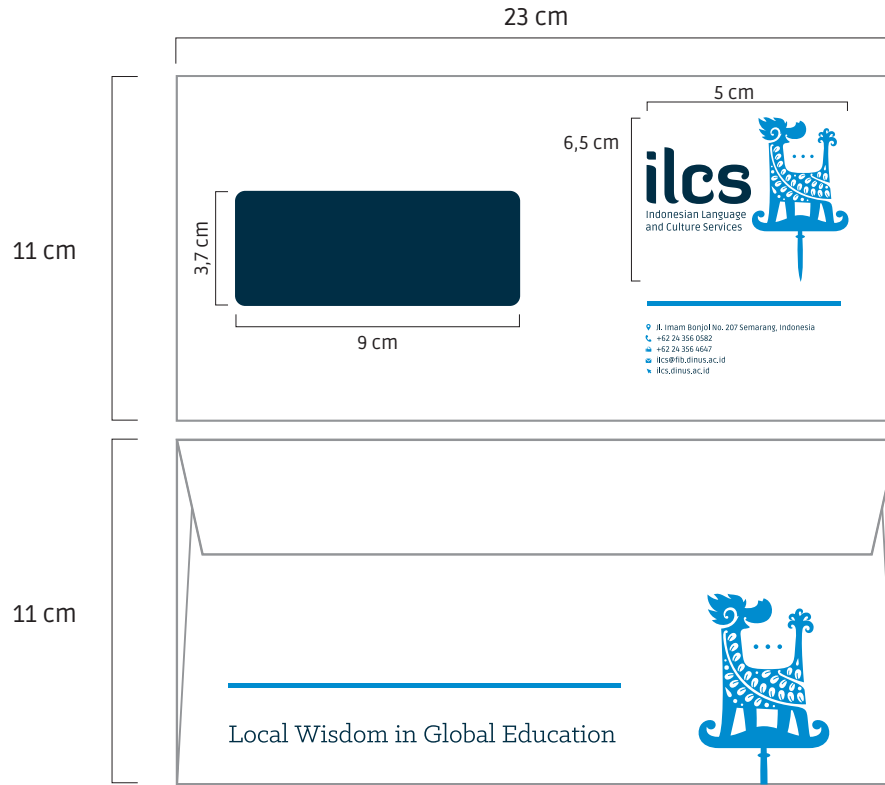 23 cm
5 cm
6,5 cm
ilcs
Indonesian Language
and Culture Services
11 cm
3,7 cm
9 cm
Jl. Imam Bonjol No. 207 Semarang, Indonesia
+62 24 356 0582
+62 24 356 4647
ilcs@fib.dinus.ac.id
ilcs.dinus.ac.id
11 cm
Local Wisdom in Global Education